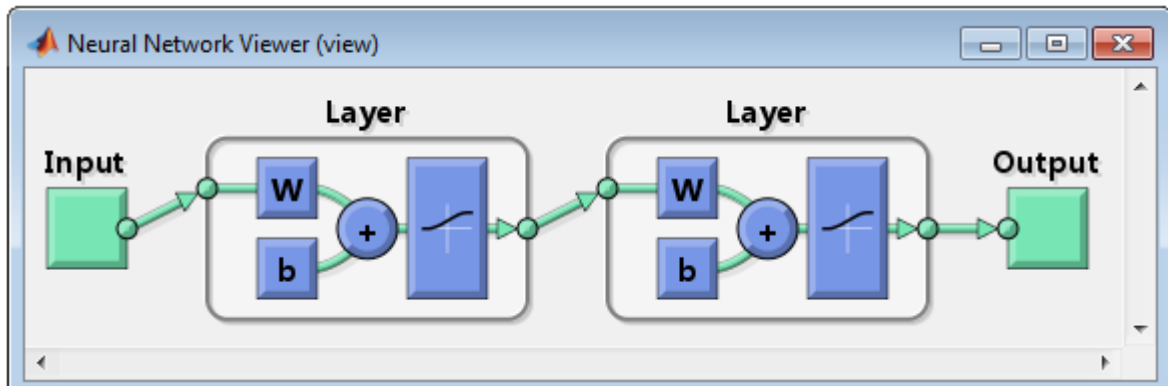 Neural Network Viewer (view)
Layer
Layer
Input
Output
W
W
+
+
b
b